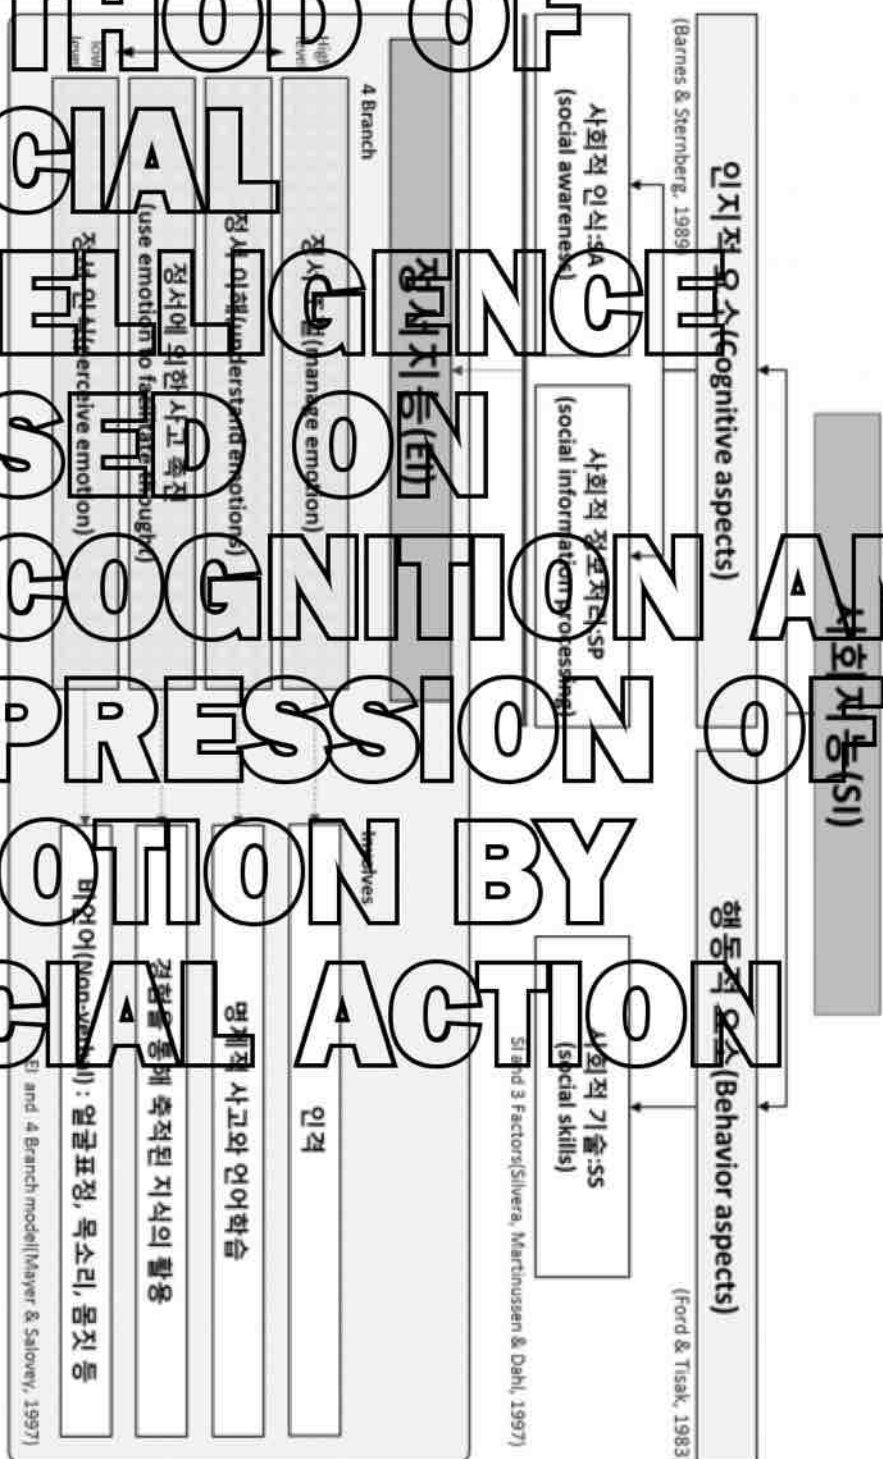 THOD OF
CIAL
ELLIGENCE
SED ON
COGNITION AN
PRESSION OF
OTION BY
CIAL ACTION
사회지능(SI)
인지적 요소(Cognitive aspects)
행동적 요소(Behavior aspects)
(Barnes & Sternberg, 1989)
(Ford & Tisak, 1983
사회적 인식:SA
(social awareness)
사회적 정보처리:SP
(social information processing)
사회적 기술:SS
(social skills)
SI and 3 Factors(Silvera, Martinussen & Dahl, 1997)
정서지능(EI)
4 Branch
Involves
High
level
low
level
정서 조절(manage emotion)
인격
정서 이해(understand emotions)
명제적 사고와 언어학습
정서에 의한 사고 촉진
(use emotion to facilitate thought)
경험을 통해 축적된 지식의 활용
정서 인식(perceive emotion)
비언어(Non-verbal) : 얼굴표정, 목소리, 몸짓 등
EI and 4 Branch model(Mayer & Salovey, 1997)